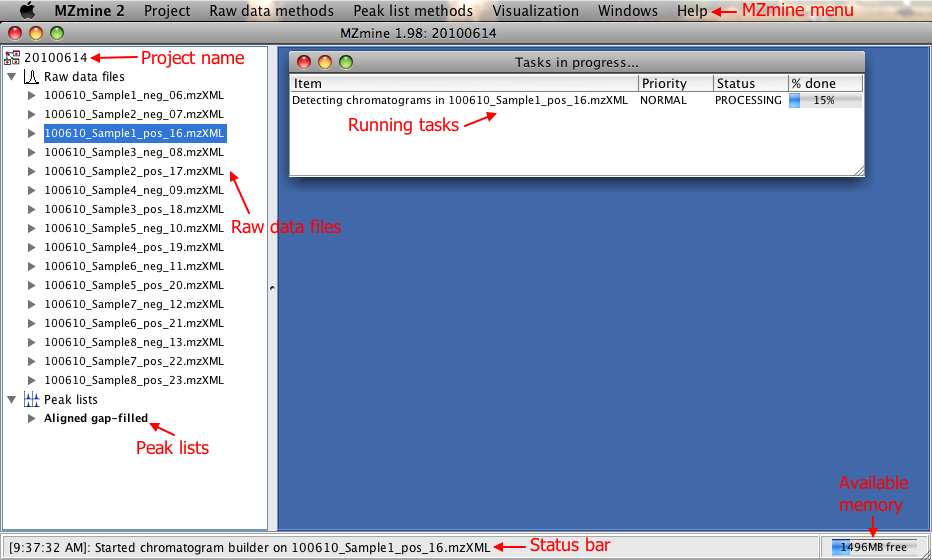 MZmine 2 Project Raw data methods Peak list methods Visualization Windows Help MZmine menu
MZmine 1.98: 20100614
20100614 Project name
Raw data files
100610_Sample1_neg_06.mzXML
100610_Sample2_neg_07.mzXML
100610_Sample1_pos_16.mzXML
100610_Sample3_neg_08.mzXML
100610_Sample2_pos_17.mzXML
100610_Sample4_neg_09.mzXML
100610_Sample3_pos_18.mzXML
100610_Sample5_neg_10.mzXML
100610_Sample4_pos_19.mzXML
100610_Sample6_neg_11.mzXML
100610_Sample5_pos_20.mzXML
100610_Sample7_neg_12.mzXML
100610_Sample6_pos_21.mzXML
100610_Sample8_neg_13.mzXML
100610_Sample7_pos_22.mzXML
100610_Sample8_pos_23.mzXML
Raw data files
Peak lists
Aligned gap-filled
Peak lists
Tasks in progress...
Item Priority Status % done
Detecting chromatograms in 100610_Sample1_pos_16.mzXML NORMAL PROCESSING 15%
Running tasks
Available
memory
[9:37:32 AM]: Started chromatogram builder on 100610_Sample1_pos_16.mzXML Status bar
1496MB free